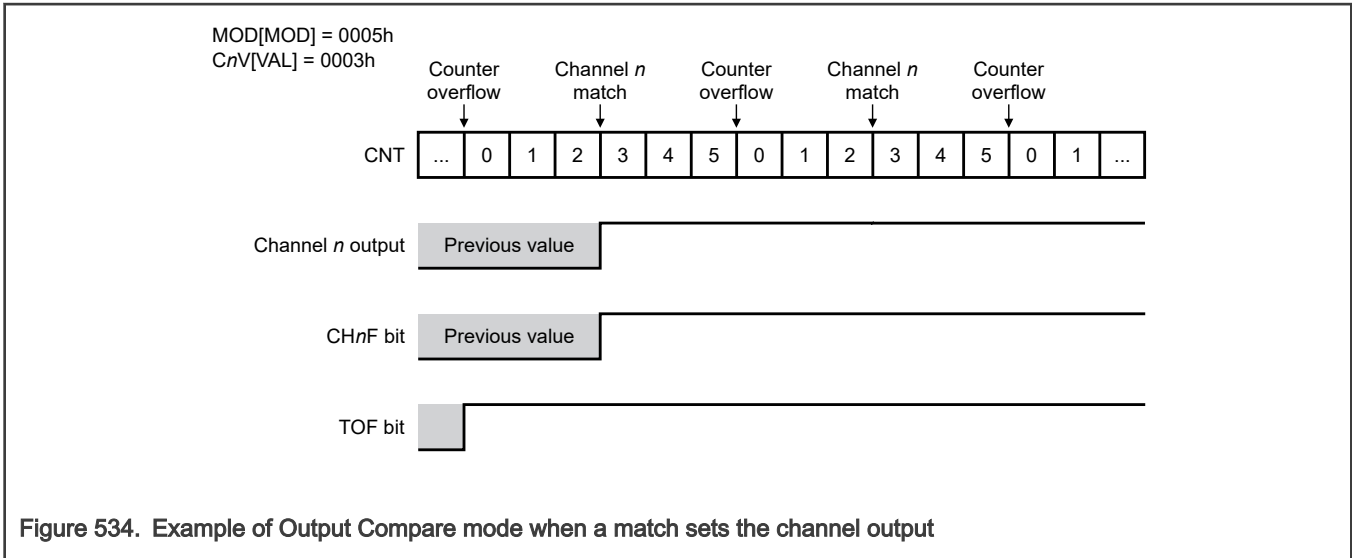 MOD[MOD] = 0005h
CnV[VAL] = 0003h
Counter overflow
Channel n match
Counter overflow
Channel n match
Counter overflow
CNT ... 0 1 2 3 4 5 0 1 2 3 4 5 0 1 ...
Channel n output Previous value
CHnF bit Previous value
TOF bit
Figure 534. Example of Output Compare mode when a match sets the channel output